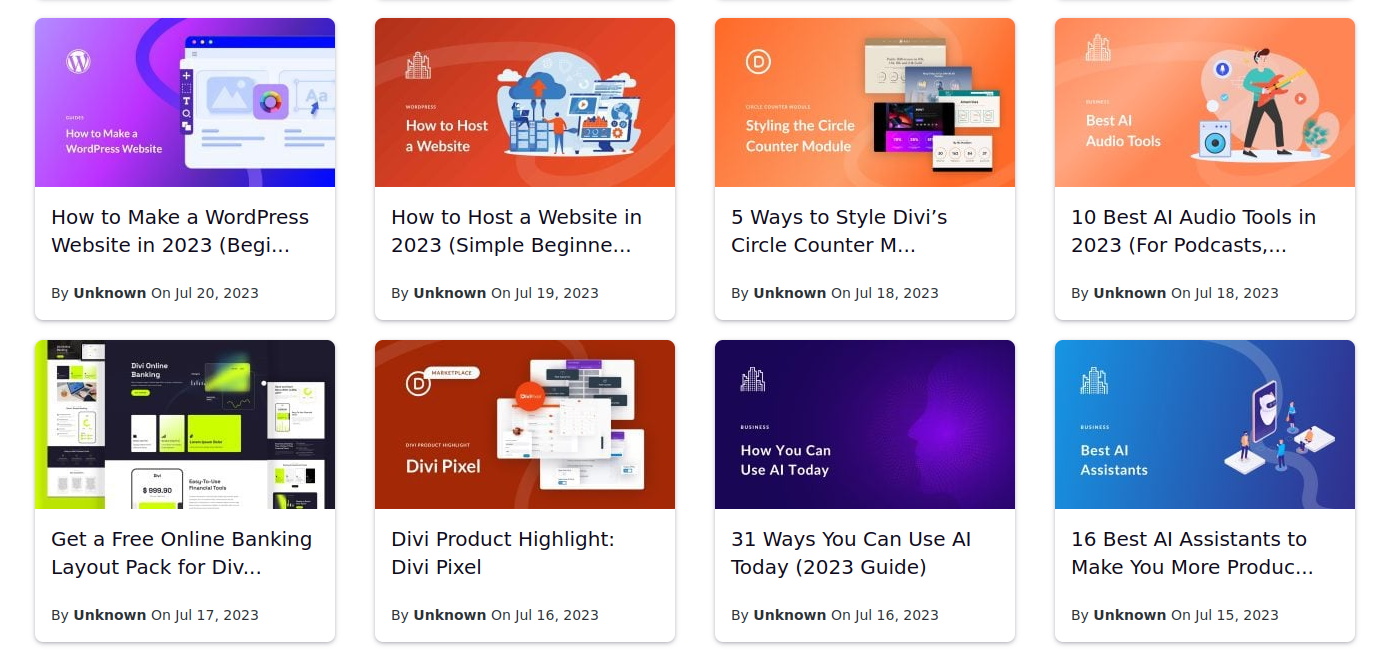 GUIDES
How to Make a
WordPress Website
Aa
How to Make a WordPress
Website in 2023 (Begi...
By Unknown On Jul 20, 2023
WORDPRESS
How to Host
a Website
How to Host a Website in
2023 (Simple Beginne...
By Unknown On Jul 19, 2023
D
CIRCLE COUNTER MODULE
Styling the Circle
Counter Module
5 Ways to Style Divi’s
Circle Counter M...
By Unknown On Jul 18, 2023
BUSINESS
Best AI
Audio Tools
10 Best AI Audio Tools in
2023 (For Podcasts,...
By Unknown On Jul 18, 2023
Divi Online
Banking
Divi
$ 999.90
Easy-To-Use
Financial Tools
Get a Free Online Banking
Layout Pack for Div...
By Unknown On Jul 17, 2023
D
MARKETPLACE
DIVI PRODUCT HIGHLIGHT
Divi Pixel
Divi Product Highlight:
Divi Pixel
By Unknown On Jul 16, 2023
BUSINESS
How You Can
Use AI Today
31 Ways You Can Use AI
Today (2023 Guide)
By Unknown On Jul 16, 2023
BUSINESS
Best AI
Assistants
16 Best AI Assistants to
Make You More Produc...
By Unknown On Jul 15, 2023